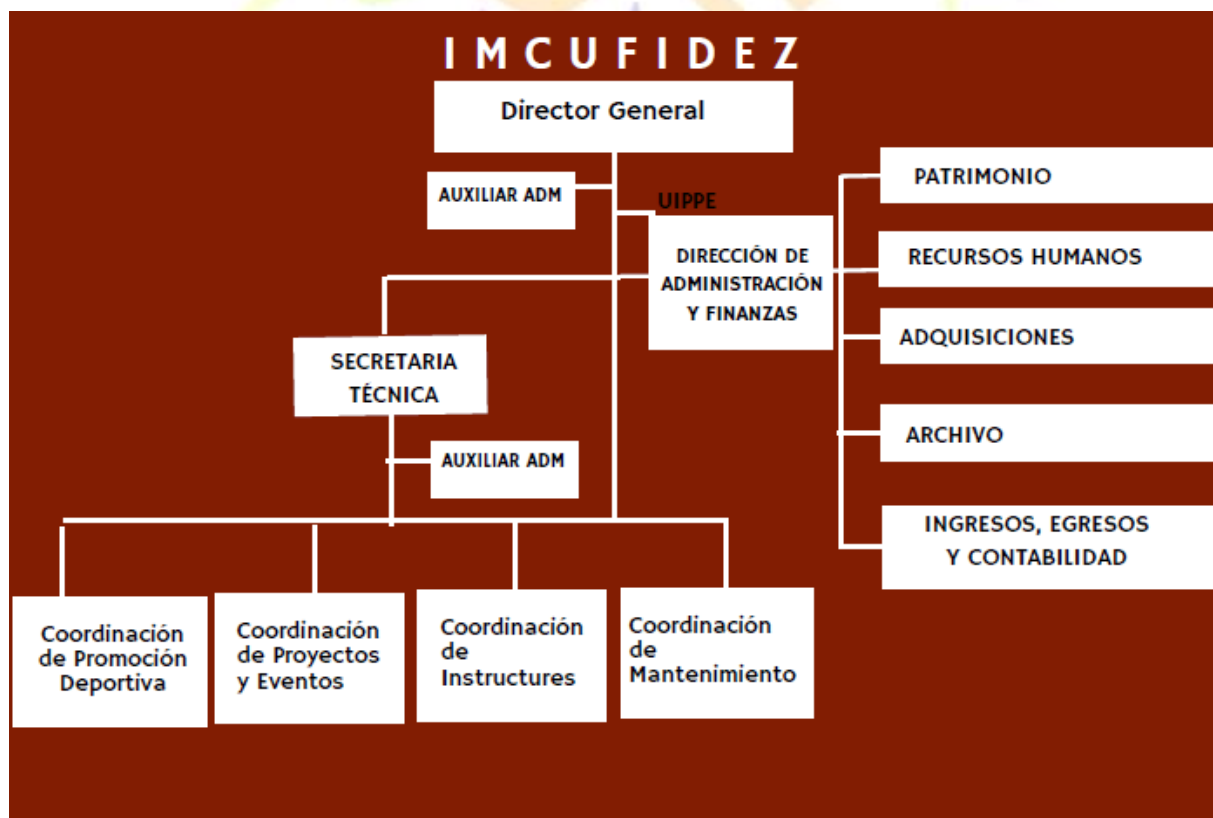 I M C U F I D E Z
Director General
AUXILIAR ADM
UIPPE
DIRECCIÓN DE
ADMINISTRACIÓN
Y FINANZAS
PATRIMONIO
RECURSOS HUMANOS
ADQUISICIONES
ARCHIVO
INGRESOS, EGRESOS
Y CONTABILIDAD
SECRETARIA
TÉCNICA
AUXILIAR ADM
Coordinación
de Promoción
Deportiva
Coordinación
de Proyectos
y Eventos
Coordinación
de
Instructures
Coordinación
de
Mantenimiento